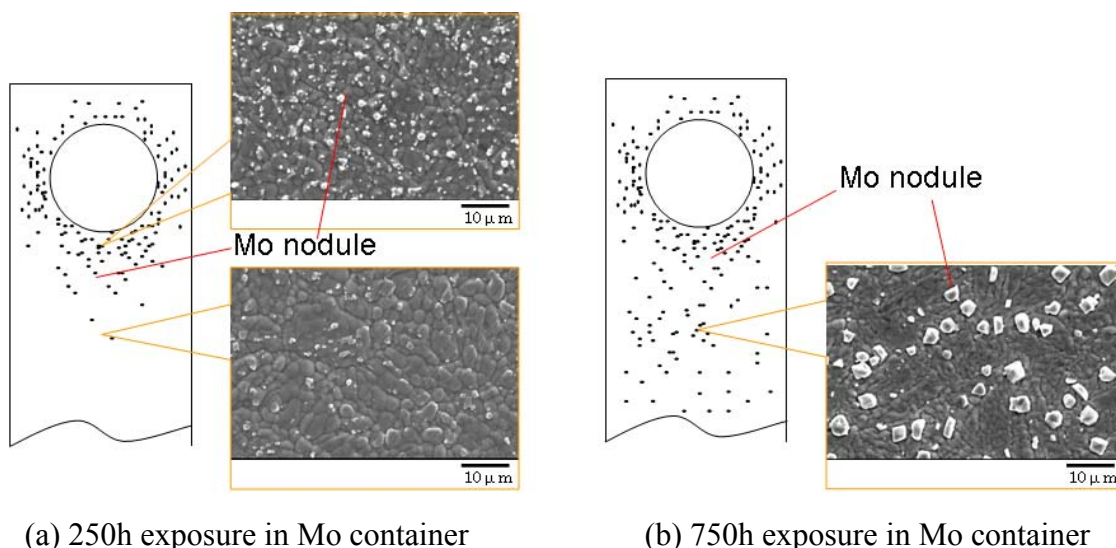 10 μm
Mo nodule
10 μm
(a) 250h exposure in Mo container
Mo nodule
10 μm
(b) 750h exposure in Mo container